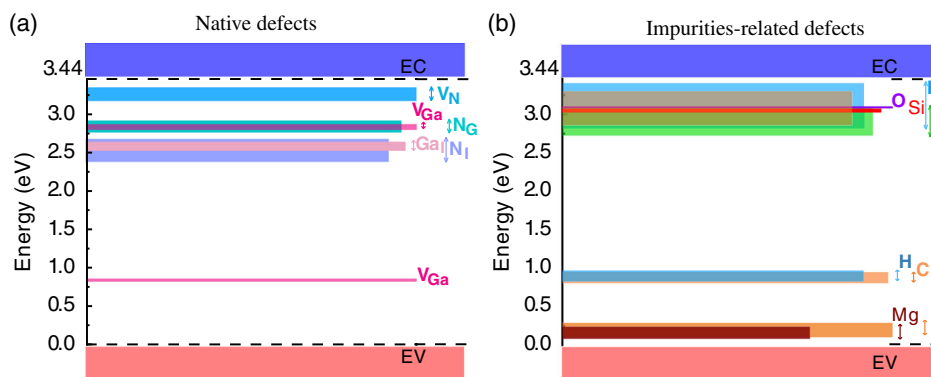 (a)
Native defects
EC
3.44
3.0
2.5
2.0
1.5
1.0
0.5
0.0
Energy (eV)
VN
VGa
NG
GaI
NI
VGa
EV
(b)
Impurities-related defects
EC
3.44
3.0
2.5
2.0
1.5
1.0
0.5
0.0
Energy (eV)
O
Si
H
C
Mg
EV